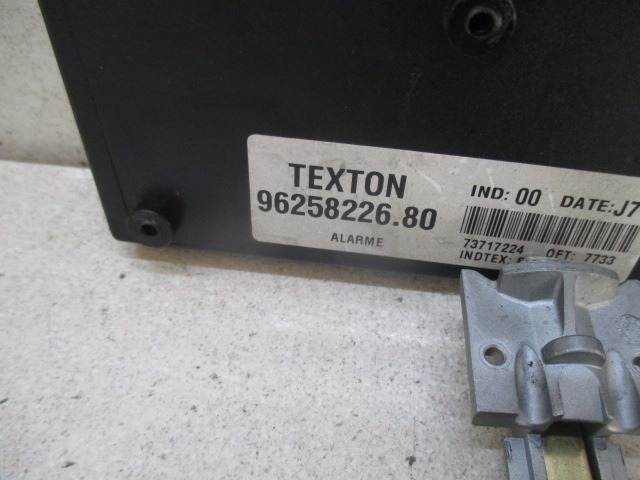 TEXTON
96258226.80
ALARME
IND: 00 DATE: J7
73717224 OFT: 7733
INDTEX: